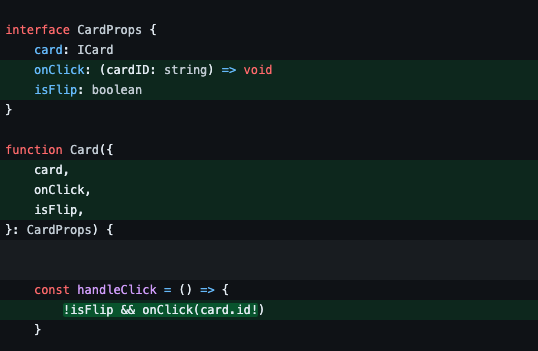 interface CardProps {
    card: ICard
    onClick: (cardID: string) => void
    isFlip: boolean
}
function Card({
    card,
    onClick,
    isFlip,
}: CardProps) {
    const handleClick = () => {
        !isFlip && onClick(card.id!)
    }